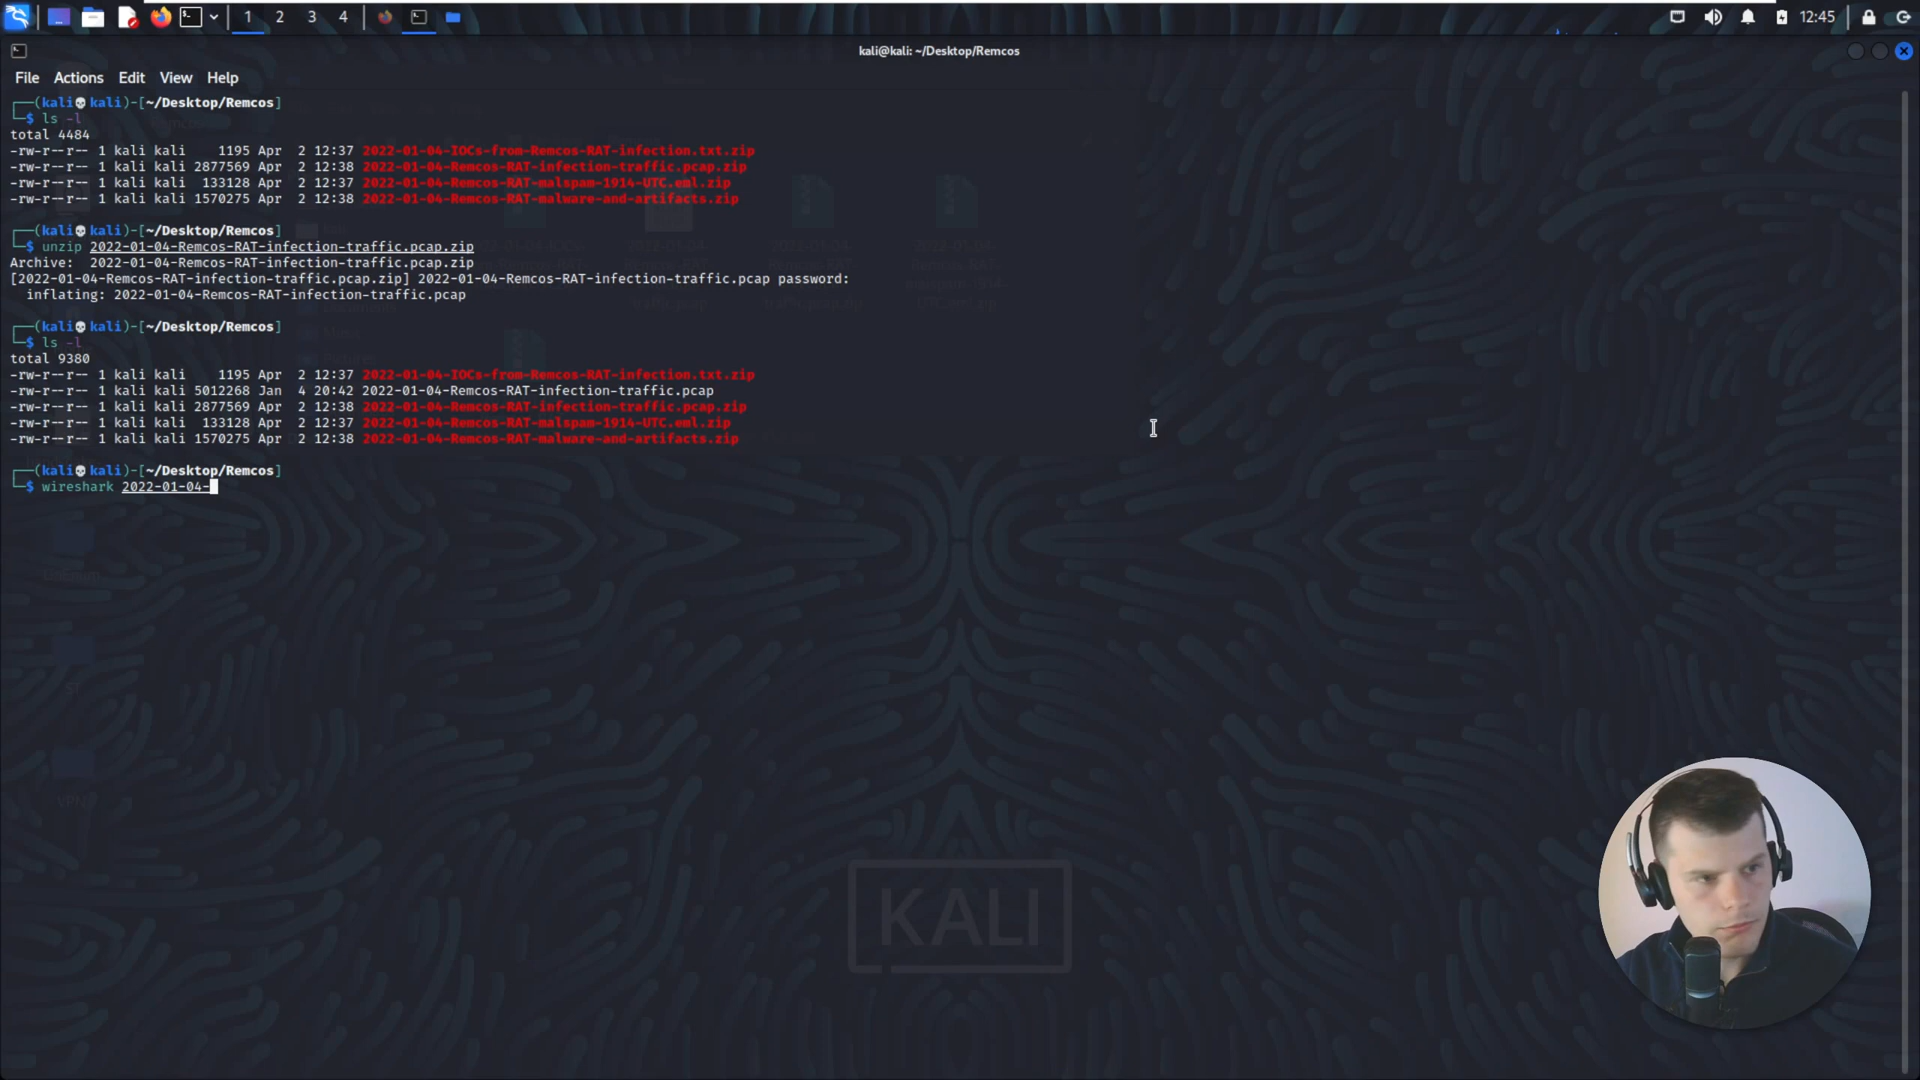 1 2 3 4 12:45
kali@kali: ~/Desktop/Remcos
File Actions Edit View Help
(kali kali)-[~/Desktop/Remcos]
$ ls -l
total 4484
-rw-r--r-- 1 kali kali 1195 Apr 2 12:37 2022-01-04-IOCs-from-Remcos-RAT-infection.txt.zip
-rw-r--r-- 1 kali kali 2877569 Apr 2 12:38 2022-01-04-Remcos-RAT-infection-traffic.pcap.zip
-rw-r--r-- 1 kali kali 133128 Apr 2 12:37 2022-01-04-Remcos-RAT-malspam-1914-UTC.eml.zip
-rw-r--r-- 1 kali kali 1570275 Apr 2 12:38 2022-01-04-Remcos-RAT-malware-and-artifacts.zip
(kali kali)-[~/Desktop/Remcos]
$ unzip 2022-01-04-Remcos-RAT-infection-traffic.pcap.zip
Archive: 2022-01-04-Remcos-RAT-infection-traffic.pcap.zip
[2022-01-04-Remcos-RAT-infection-traffic.pcap.zip] 2022-01-04-Remcos-RAT-infection-traffic.pcap password:
inflating: 2022-01-04-Remcos-RAT-infection-traffic.pcap
(kali kali)-[~/Desktop/Remcos]
$ ls -l
total 9380
-rw-r--r-- 1 kali kali 1195 Apr 2 12:37 2022-01-04-IOCs-from-Remcos-RAT-infection.txt.zip
-rw-r--r-- 1 kali kali 5012268 Jan 4 20:42 2022-01-04-Remcos-RAT-infection-traffic.pcap
-rw-r--r-- 1 kali kali 2877569 Apr 2 12:38 2022-01-04-Remcos-RAT-infection-traffic.pcap.zip
-rw-r--r-- 1 kali kali 133128 Apr 2 12:37 2022-01-04-Remcos-RAT-malspam-1914-UTC.eml.zip
-rw-r--r-- 1 kali kali 1570275 Apr 2 12:38 2022-01-04-Remcos-RAT-malware-and-artifacts.zip
(kali kali)-[~/Desktop/Remcos]
$ wireshark 2022-01-04-
ST
VPN
KALI